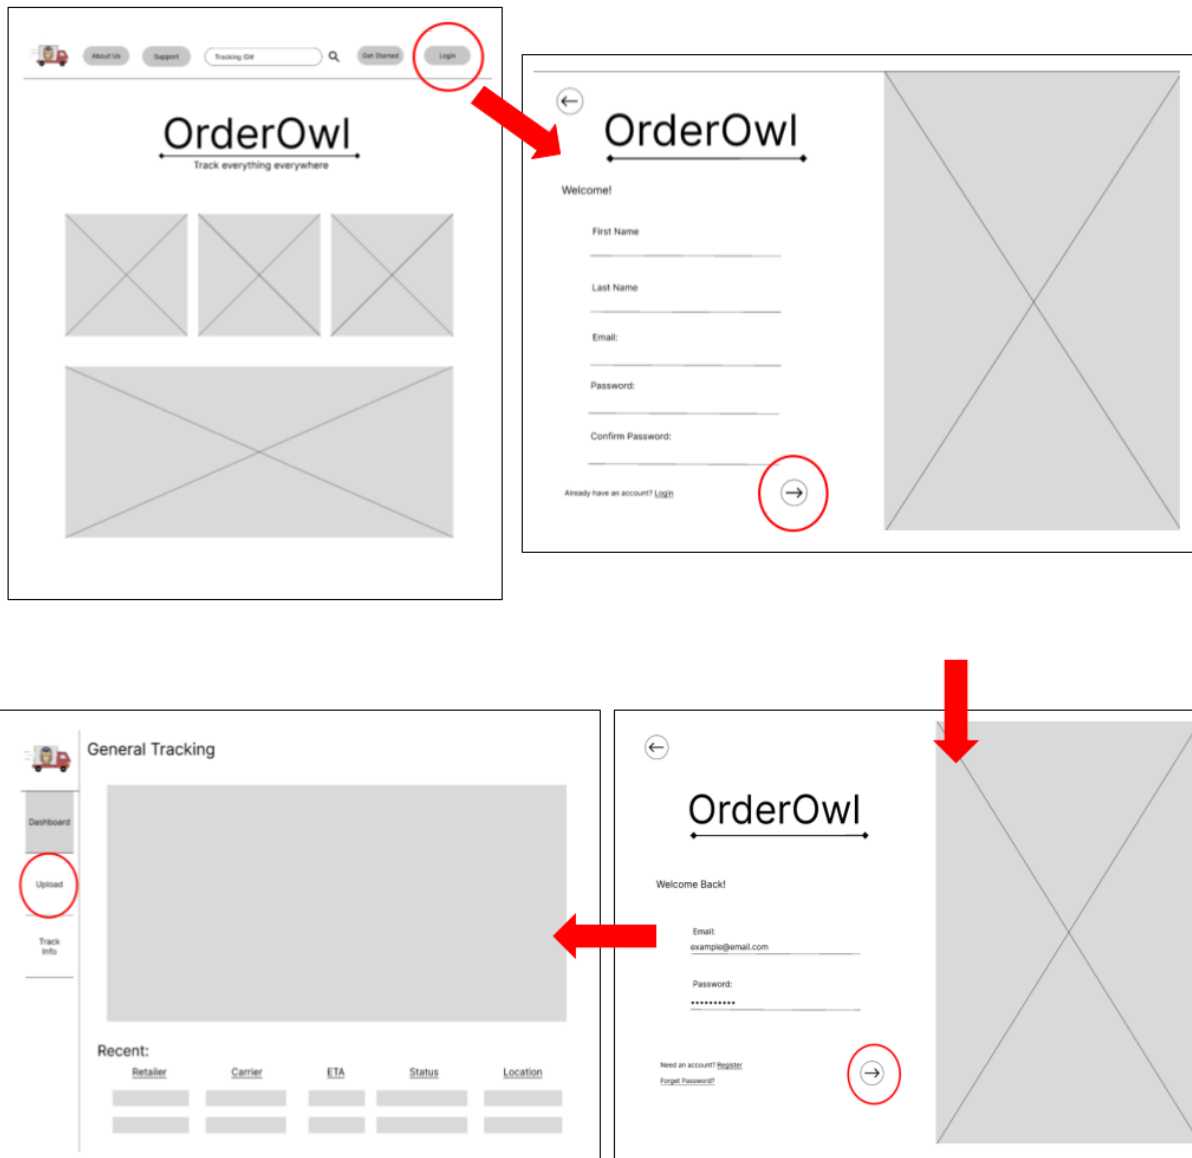 About Us
Support
Tracking ID#
Get Started
Login
OrderOwl
Track everything everywhere
OrderOwl
Welcome!
First Name
Last Name
Email:
Password:
Confirm Password:
Already have an account? Login
General Tracking
Dashboard
Upload
Track
Info
Recent:
Retailer Carrier ETA Status Location
OrderOwl
Welcome Back!
Email:
example@email.com
Password:
Need an account? Register
Forget Password?